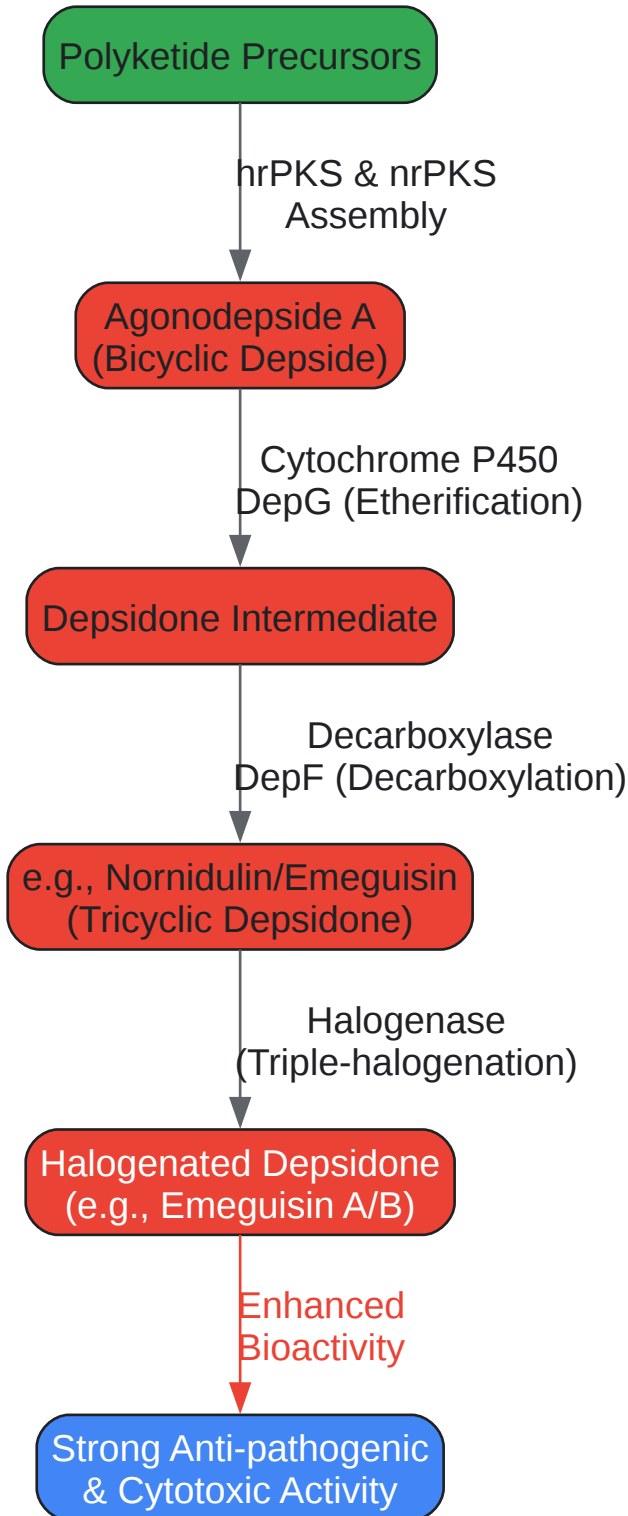 Polyketide Precursors
hrPKS & nrPKS
Assembly
Agonodepside A
(Bicyclic Depside)
Cytochrome P450
DepG (Etherification)
Depsidone Intermediate
Decarboxylase
DepF (Decarboxylation)
e.g., Nornidulin/Emeguisin
(Tricyclic Depsidone)
Halogenase
(Triple-halogenation)
Halogenated Depsidone
(e.g., Emeguisin A/B)
Enhanced
Bioactivity
Strong Anti-pathogenic
& Cytotoxic Activity